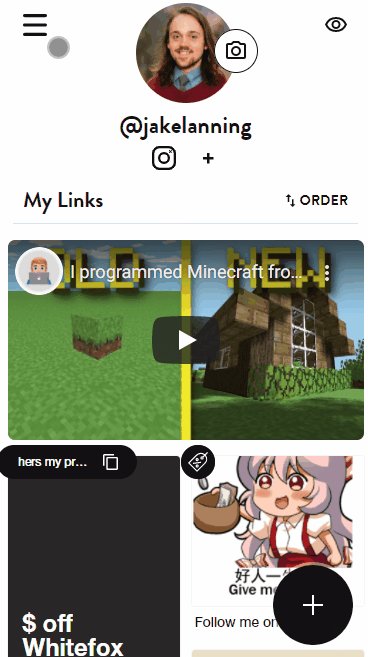 @jakelanning
+
My Links
ORDER
OLD NEW
I programmed Minecraft fro...
hers my pr...
$ off
Whitefox
好人一生
Give me
Follow me on